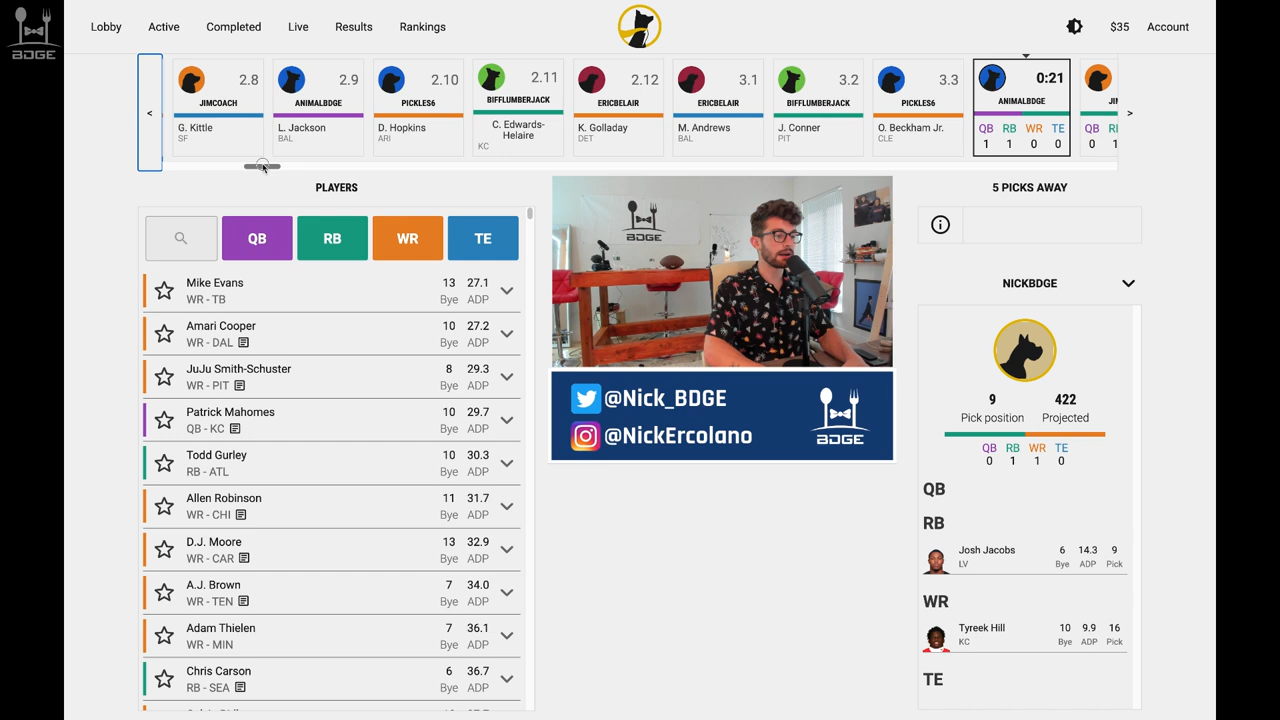 BDGE
Lobby
Active
Completed
Live
Results
Rankings
$35
Account
<
2.8
JIMCOACH
G. Kittle
SF
2.9
ANIMALBDGE
L. Jackson
BAL
2.10
PICKLES6
D. Hopkins
ARI
2.11
BIFFLUMBERJACK
C. Edwards-
Helaire
KC
2.12
ERICBELAIR
K. Golladay
DET
3.1
ERICBELAIR
M. Andrews
BAL
3.2
BIFFLUMBERJACK
J. Conner
PIT
3.3
PICKLES6
O. Beckham Jr.
CLE
0:21
ANIMALBDGE
QB RB WR TE
1 1 0 0
JI
QB
0
>
PLAYERS
QB
RB
WR
TE
Mike Evans 13 27.1
WR - TB Bye ADP
Amari Cooper 10 27.2
WR - DAL Bye ADP
JuJu Smith-Schuster 8 29.3
WR - PIT Bye ADP
Patrick Mahomes 10 29.7
QB - KC Bye ADP
Todd Gurley 10 30.3
RB - ATL Bye ADP
Allen Robinson 11 31.7
WR - CHI Bye ADP
D.J. Moore 13 32.9
WR - CAR Bye ADP
A.J. Brown 7 34.0
WR - TEN Bye ADP
Adam Thielen 7 36.1
WR - MIN Bye ADP
Chris Carson 6 36.7
RB - SEA Bye ADP
BDGE
@Nick_BDGE
@NickErcolano
BDGE
5 PICKS AWAY
NICKBDGE
9 422
Pick position Projected
QB RB WR TE
0 1 1 0
QB
RB
Josh Jacobs 6 14.3 9
LV Bye ADP Pick
WR
Tyreek Hill 10 9.9 16
KC Bye ADP Pick
TE